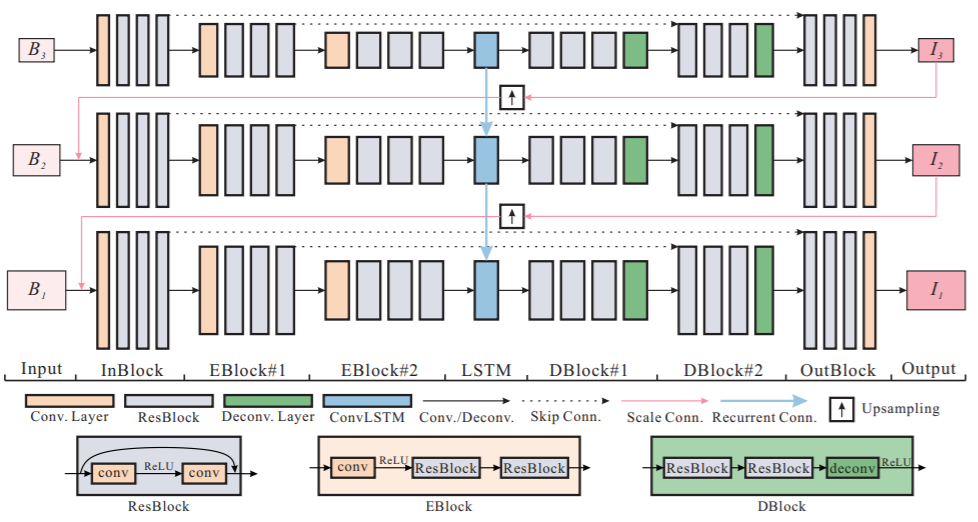 B3 I3
B2 I2
B1 I1
Input InBlock EBlock#1 EBlock#2 LSTM DBlock#1 DBlock#2 OutBlock Output
Conv. Layer ResBlock Deconv. Layer ConvLSTM Conv./Deconv. Skip Conn. Scale Conn. Recurrent Conn. Upsampling
conv ReLU conv
ResBlock
conv ReLU ResBlock ResBlock
EBlock
ResBlock ResBlock deconv ReLU
DBlock